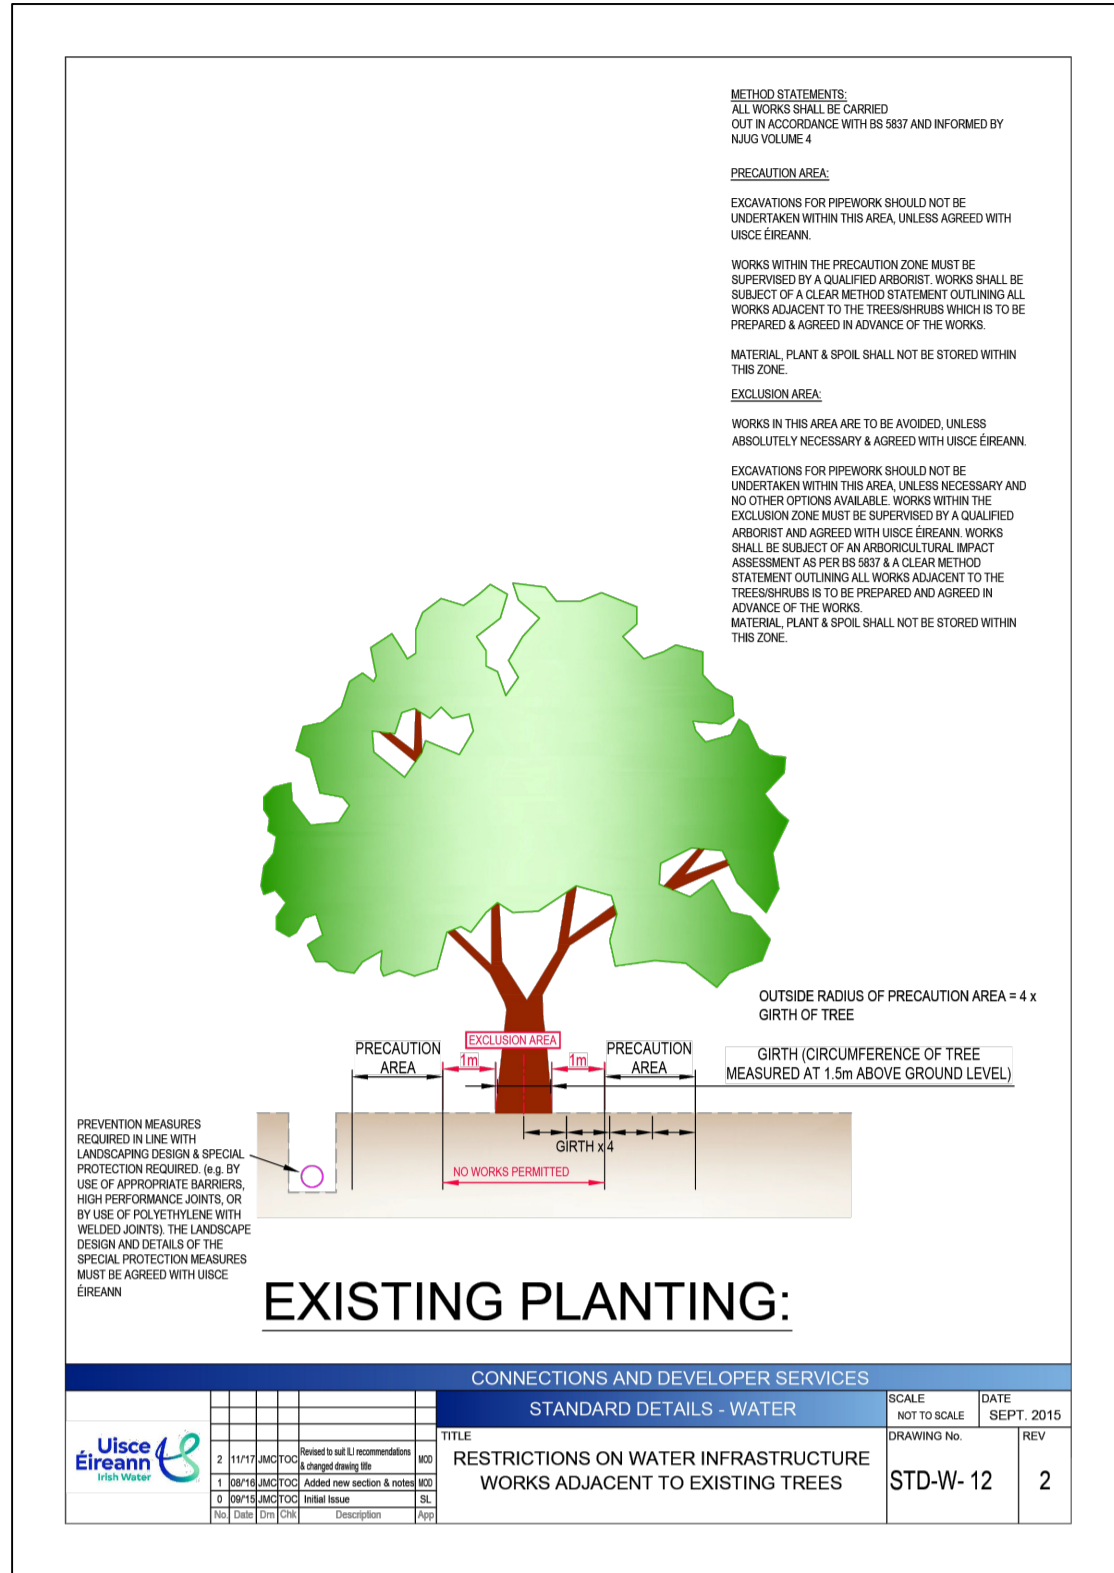 METHOD STATEMENTS:
ALL WORKS SHALL BE CARRIED
OUT IN ACCORDANCE WITH BS 5837 AND INFORMED BY
NJUG VOLUME 4
PRECAUTION AREA:
EXCAVATIONS FOR PIPEWORK SHOULD NOT BE
UNDERTAKEN WITHIN THIS AREA, UNLESS AGREED WITH
UISCE ÉIREANN.
WORKS WITHIN THE PRECAUTION ZONE MUST BE
SUPERVISED BY A QUALIFIED ARBORIST. WORKS SHALL BE
SUBJECT OF A CLEAR METHOD STATEMENT OUTLINING ALL
WORKS ADJACENT TO THE TREES/SHRUBS WHICH IS TO BE
PREPARED & AGREED IN ADVANCE OF THE WORKS.
MATERIAL, PLANT & SPOIL SHALL NOT BE STORED WITHIN
THIS ZONE.
EXCLUSION AREA:
WORKS IN THIS AREA ARE TO BE AVOIDED, UNLESS
ABSOLUTELY NECESSARY & AGREED WITH UISCE ÉIREANN.
EXCAVATIONS FOR PIPEWORK SHOULD NOT BE
UNDERTAKEN WITHIN THIS AREA, UNLESS NECESSARY AND
NO OTHER OPTIONS AVAILABLE. WORKS WITHIN THE
EXCLUSION ZONE MUST BE SUPERVISED BY A QUALIFIED
ARBORIST AND AGREED WITH UISCE ÉIREANN. WORKS
SHALL BE SUBJECT OF AN ARBORICULTURAL IMPACT
ASSESSMENT AS PER BS 5837 & A CLEAR METHOD
STATEMENT OUTLINING ALL WORKS ADJACENT TO THE
TREES/SHRUBS IS TO BE PREPARED AND AGREED IN
ADVANCE OF THE WORKS.
MATERIAL, PLANT & SPOIL SHALL NOT BE STORED WITHIN
THIS ZONE.
OUTSIDE RADIUS OF PRECAUTION AREA = 4 x
GIRTH OF TREE
EXCLUSION AREA
PRECAUTION
AREA
1m
1m
PRECAUTION
AREA
GIRTH (CIRCUMFERENCE OF TREE
MEASURED AT 1.5m ABOVE GROUND LEVEL)
GIRTH x 4
NO WORKS PERMITTED
PREVENTION MEASURES
REQUIRED IN LINE WITH
LANDSCAPING DESIGN & SPECIAL
PROTECTION REQUIRED. (e.g. BY
USE OF APPROPRIATE BARRIERS,
HIGH PERFORMANCE JOINTS, OR
BY USE OF POLYETHYLENE WITH
WELDED JOINTS). THE LANDSCAPE
DESIGN AND DETAILS OF THE
SPECIAL PROTECTION MEASURES
MUST BE AGREED WITH UISCE
ÉIREANN
EXISTING PLANTING:
CONNECTIONS AND DEVELOPER SERVICES
STANDARD DETAILS - WATER
SCALE
NOT TO SCALE
DATE
SEPT. 2015
Uisce
Éireann
Irish Water
2 11/'17 JMC TOC Revised to suit ILI recommendations & changed drawing title MOD
1 08/'16 JMC TOC Added new section & notes MOD
0 09/'15 JMC TOC Initial Issue SL
No. Date Drn Chk Description App
TITLE
RESTRICTIONS ON WATER INFRASTRUCTURE
WORKS ADJACENT TO EXISTING TREES
DRAWING No.
STD-W- 12
REV
2